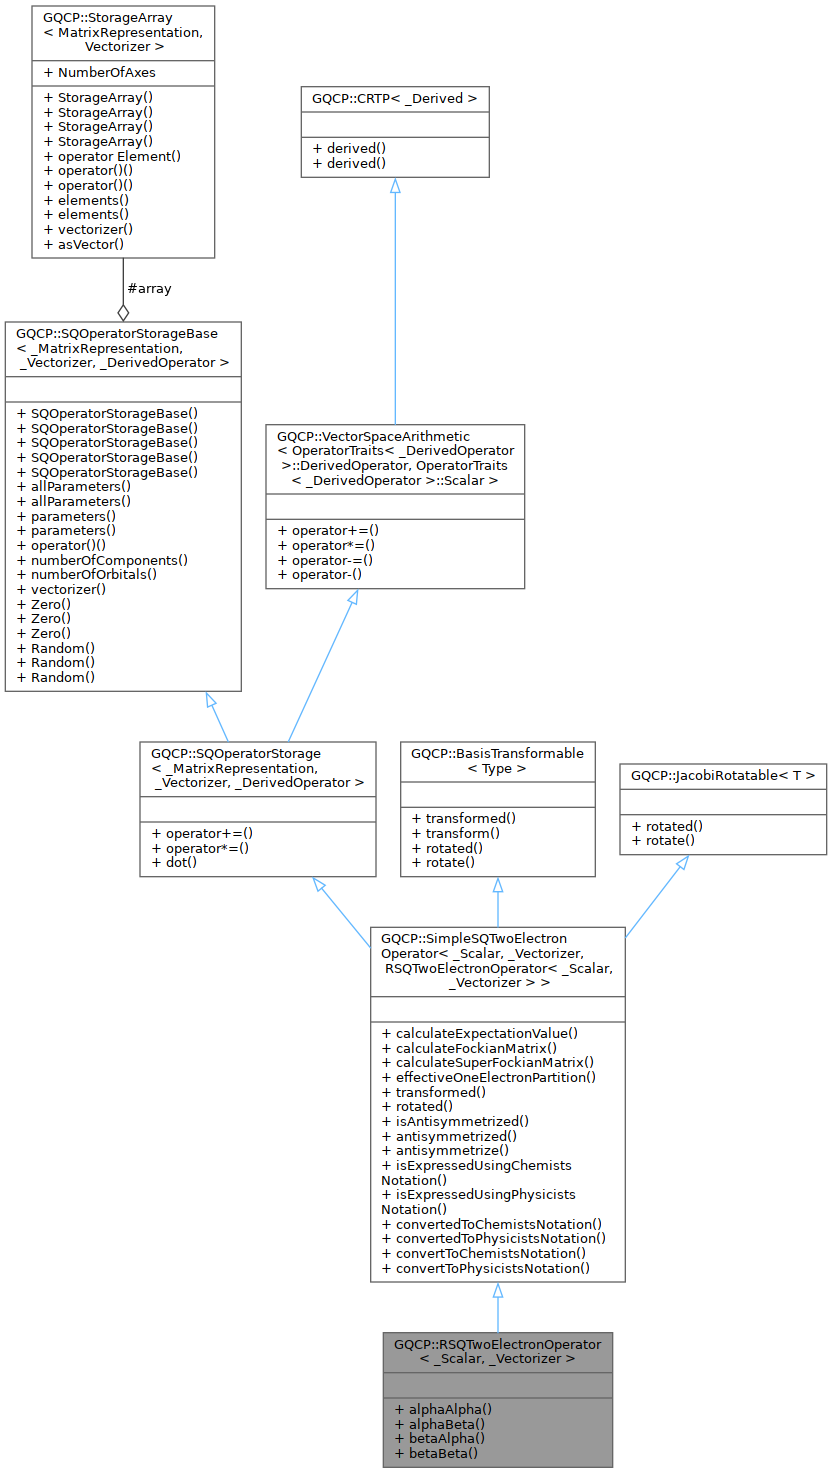 GQCP::StorageArray
< MatrixRepresentation,
Vectorizer >
+ NumberOfAxes
+ StorageArray()
+ StorageArray()
+ StorageArray()
+ StorageArray()
+ operator Element()
+ operator()()
+ operator()()
+ elements()
+ elements()
+ vectorizer()
+ asVector()
#array
GQCP::SQOperatorStorageBase
< _MatrixRepresentation,
_Vectorizer, _DerivedOperator >
+ SQOperatorStorageBase()
+ SQOperatorStorageBase()
+ SQOperatorStorageBase()
+ SQOperatorStorageBase()
+ SQOperatorStorageBase()
+ allParameters()
+ allParameters()
+ parameters()
+ parameters()
+ operator()()
+ numberOfComponents()
+ numberOfOrbitals()
+ vectorizer()
+ Zero()
+ Zero()
+ Zero()
+ Random()
+ Random()
+ Random()
GQCP::CRTP< _Derived >
+ derived()
+ derived()
GQCP::VectorSpaceArithmetic
< OperatorTraits< _DerivedOperator
>::DerivedOperator, OperatorTraits
< _DerivedOperator >::Scalar >
+ operator+=()
+ operator*=()
+ operator-=()
+ operator-()
GQCP::SQOperatorStorage
< _MatrixRepresentation,
_Vectorizer, _DerivedOperator >
+ operator+=()
+ operator*=()
+ dot()
GQCP::BasisTransformable
< Type >
+ transformed()
+ transform()
+ rotated()
+ rotate()
GQCP::JacobiRotatable< T >
+ rotated()
+ rotate()
GQCP::SimpleSQTwoElectron
Operator< _Scalar, _Vectorizer,
RSQTwoElectronOperator< _Scalar,
_Vectorizer > >
+ calculateExpectationValue()
+ calculateFockianMatrix()
+ calculateSuperFockianMatrix()
+ effectiveOneElectronPartition()
+ transformed()
+ rotated()
+ isAntisymmetrized()
+ antisymmetrized()
+ antisymmetrize()
+ isExpressedUsingChemists
Notation()
+ isExpressedUsingPhysicists
Notation()
+ convertedToChemistsNotation()
+ convertedToPhysicistsNotation()
+ convertToChemistsNotation()
+ convertToPhysicistsNotation()
GQCP::RSQTwoElectronOperator
< _Scalar, _Vectorizer >
+ alphaAlpha()
+ alphaBeta()
+ betaAlpha()
+ betaBeta()